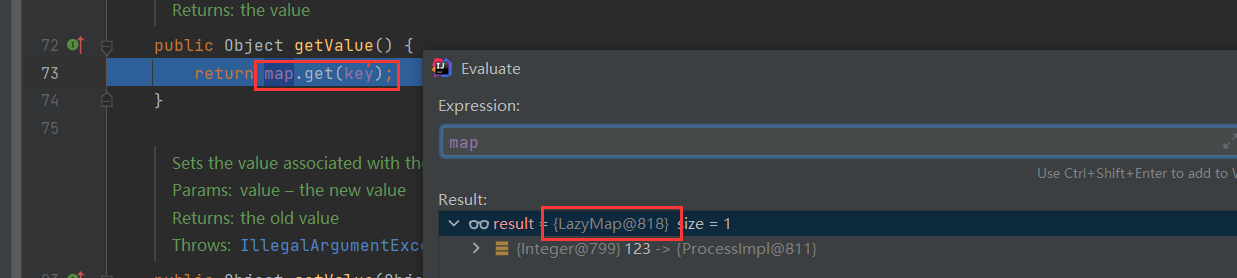 Returns: the value
72 public Object getValue() {
73 return map.get(key);
74 }
75
Sets the value associated with the
Params: value – the new value
Returns: the old value
Throws: IllegalArgumentExc
public Object setValue(Obj
Evaluate
Expression:
map
Use Ctrl+Shift+Enter to add to W
Result:
result = {LazyMap@818} size = 1
{Integer@799} 123 -> {ProcessImpl@811}